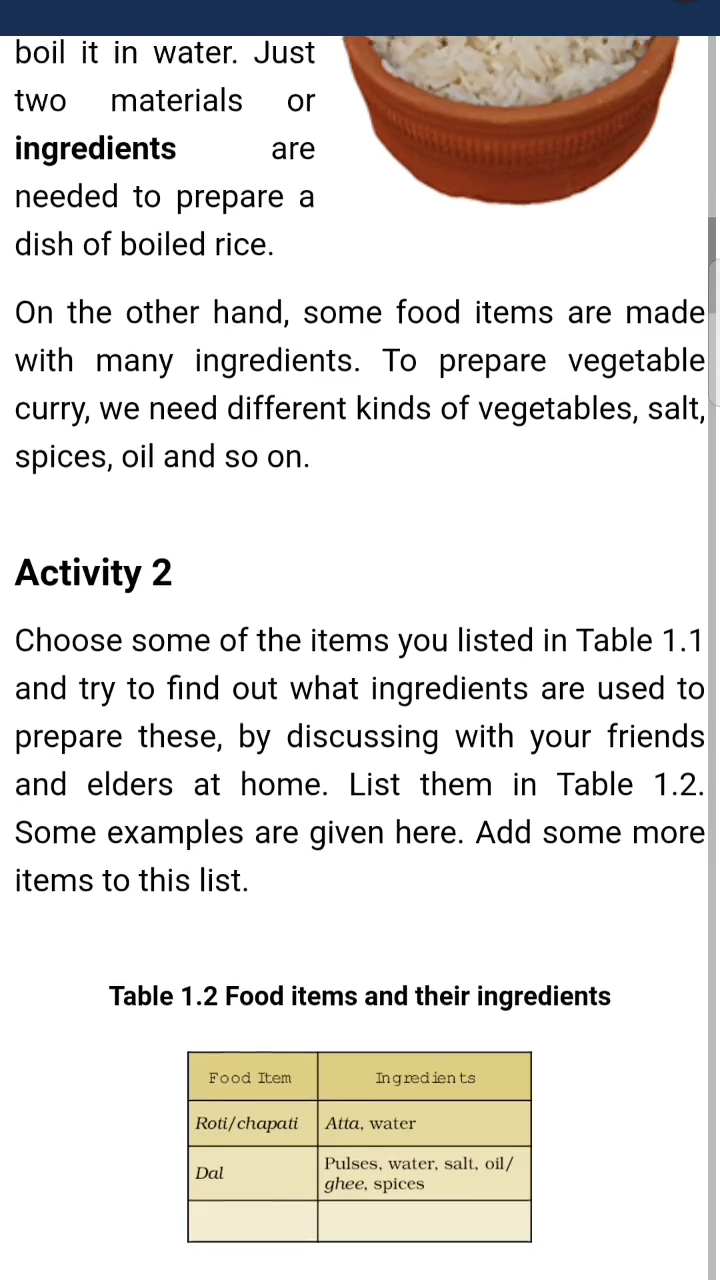 boil it in water. Just
two materials or
ingredients are
needed to prepare a
dish of boiled rice.
On the other hand, some food items are made
with many ingredients. To prepare vegetable
curry, we need different kinds of vegetables, salt,
spices, oil and so on.
Activity 2
Choose some of the items you listed in Table 1.1
and try to find out what ingredients are used to
prepare these, by discussing with your friends
and elders at home. List them in Table 1.2.
Some examples are given here. Add some more
items to this list.
Table 1.2 Food items and their ingredients
Food Item Ingredients
Roti/chapati Atta, water
Dal Pulses, water, salt, oil/
ghee, spices